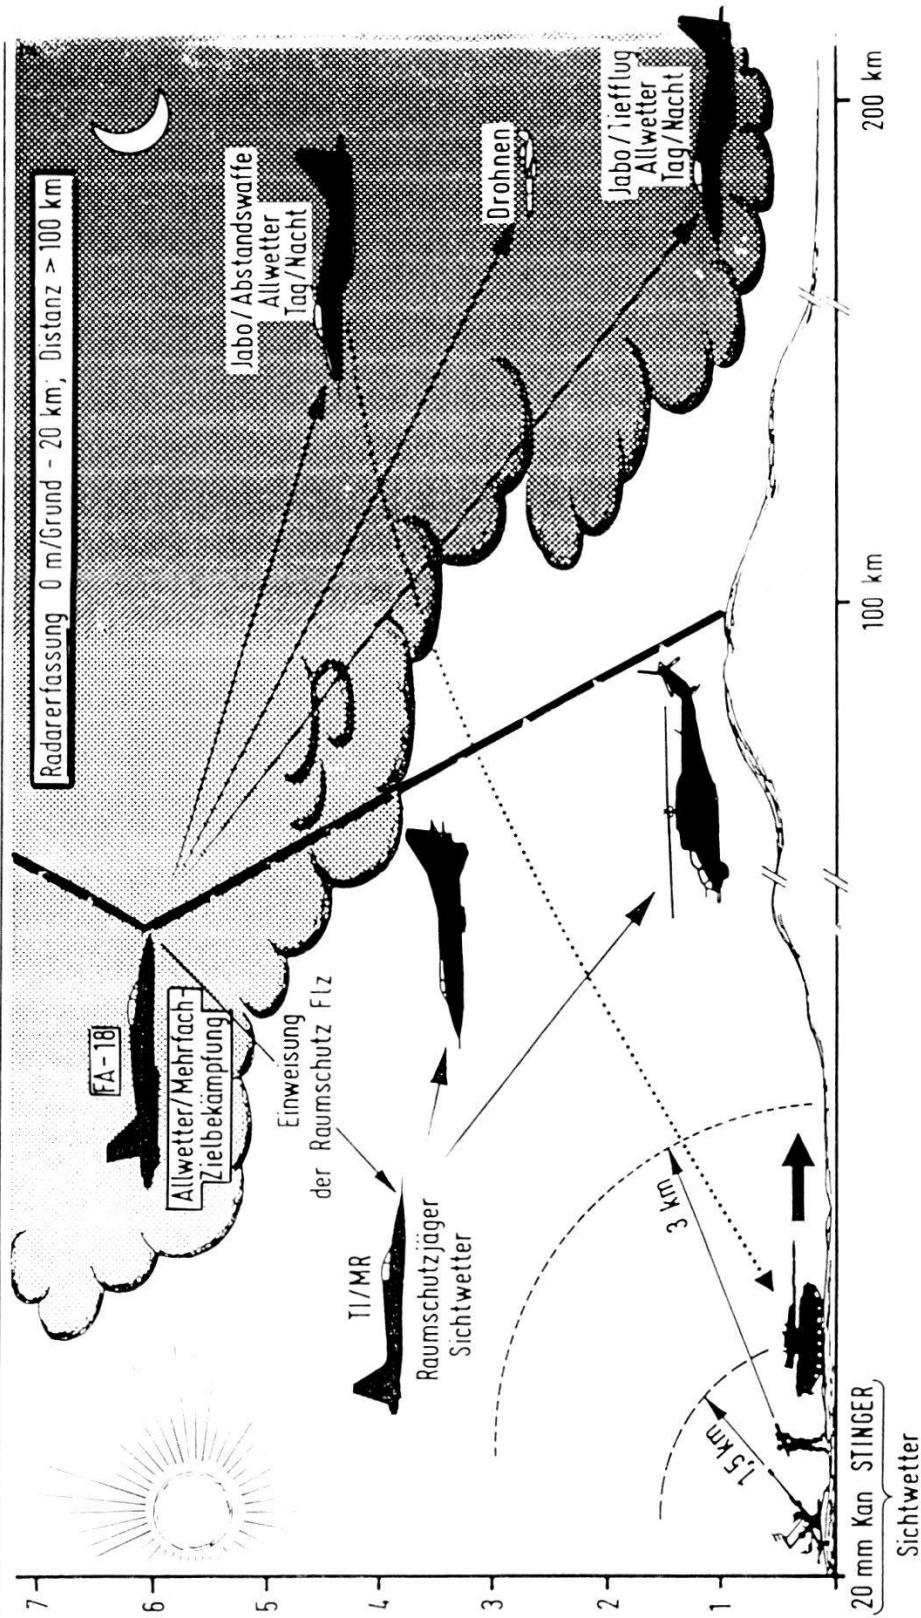 Radarerfassung 0 m/Grund - 20 km; Distanz > 100 km
7
6
5
4
3
2
1
FA-18
Allwetter/Mehrfach-
Zielbekämpfung
Jabo/Abstandswaffe
Allwetter
Tag/Nacht
Einweisung
der Raumschutz Flz
Drohnen
TI/MR
Raumschutzjäger
Sichtwetter
Jabo/Tiefflug
Allwetter
Tag/Nacht
3 km
1,5 km
20 mm Kan STINGER
Sichtwetter
100 km
200 km